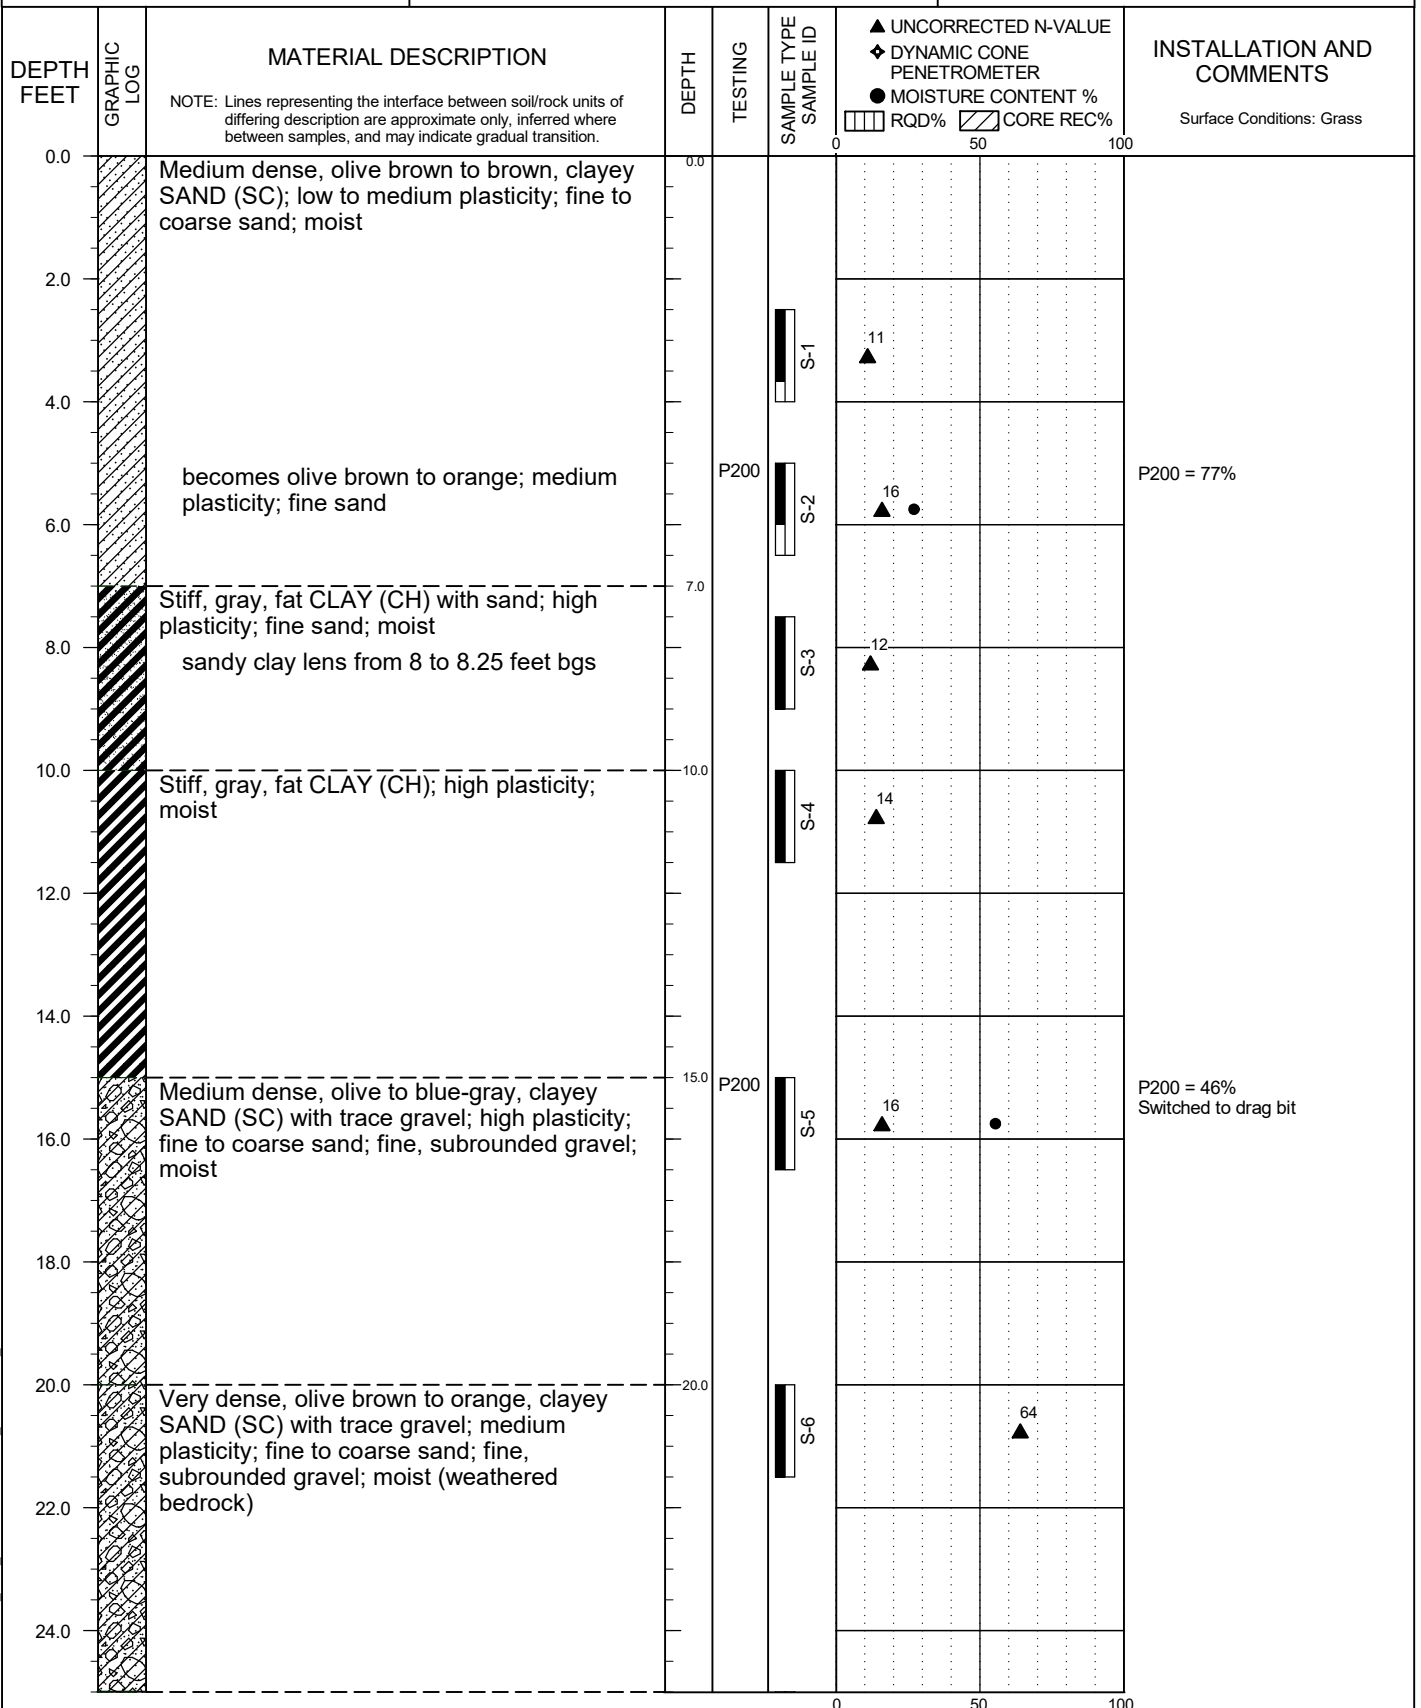 DEPTH
FEET
GRAPHIC
LOG
MATERIAL DESCRIPTION
NOTE: Lines representing the interface between soil/rock units of
differing description are approximate only, inferred where
between samples, and may indicate gradual transition.
DEPTH
TESTING
SAMPLE TYPE
SAMPLE ID
UNCORRECTED N-VALUE
DYNAMIC CONE
PENETROMETER
MOISTURE CONTENT %
RQD% CORE REC%
0 50 100
INSTALLATION AND
COMMENTS
Surface Conditions: Grass
0.0
Medium dense, olive brown to brown, clayey
SAND (SC); low to medium plasticity; fine to
coarse sand; moist
0.0
2.0
S-1
11
4.0
becomes olive brown to orange; medium
plasticity; fine sand
P200
S-2
16
P200 = 77%
6.0
7.0
Stiff, gray, fat CLAY (CH) with sand; high
plasticity; fine sand; moist
8.0
sandy clay lens from 8 to 8.25 feet bgs
S-3
12
10.0
10.0
Stiff, gray, fat CLAY (CH); high plasticity;
moist
S-4
14
12.0
14.0
15.0
Medium dense, olive to blue-gray, clayey
SAND (SC) with trace gravel; high plasticity;
fine to coarse sand; fine, subrounded gravel;
moist
P200
S-5
16
P200 = 46%
Switched to drag bit
16.0
18.0
20.0
20.0
Very dense, olive brown to orange, clayey
SAND (SC) with trace gravel; medium
plasticity; fine to coarse sand; fine,
subrounded gravel; moist (weathered
bedrock)
S-6
64
22.0
24.0
0 50 100